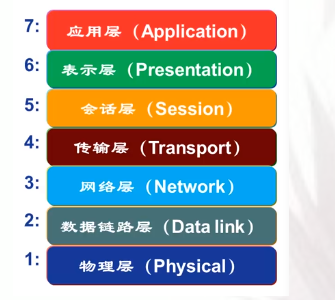 7: 应用层（Application）
6: 表示层（Presentation）
5: 会话层（Session）
4: 传输层（Transport）
3: 网络层（Network）
2: 数据链路层（Data link）
1: 物理层（Physical）